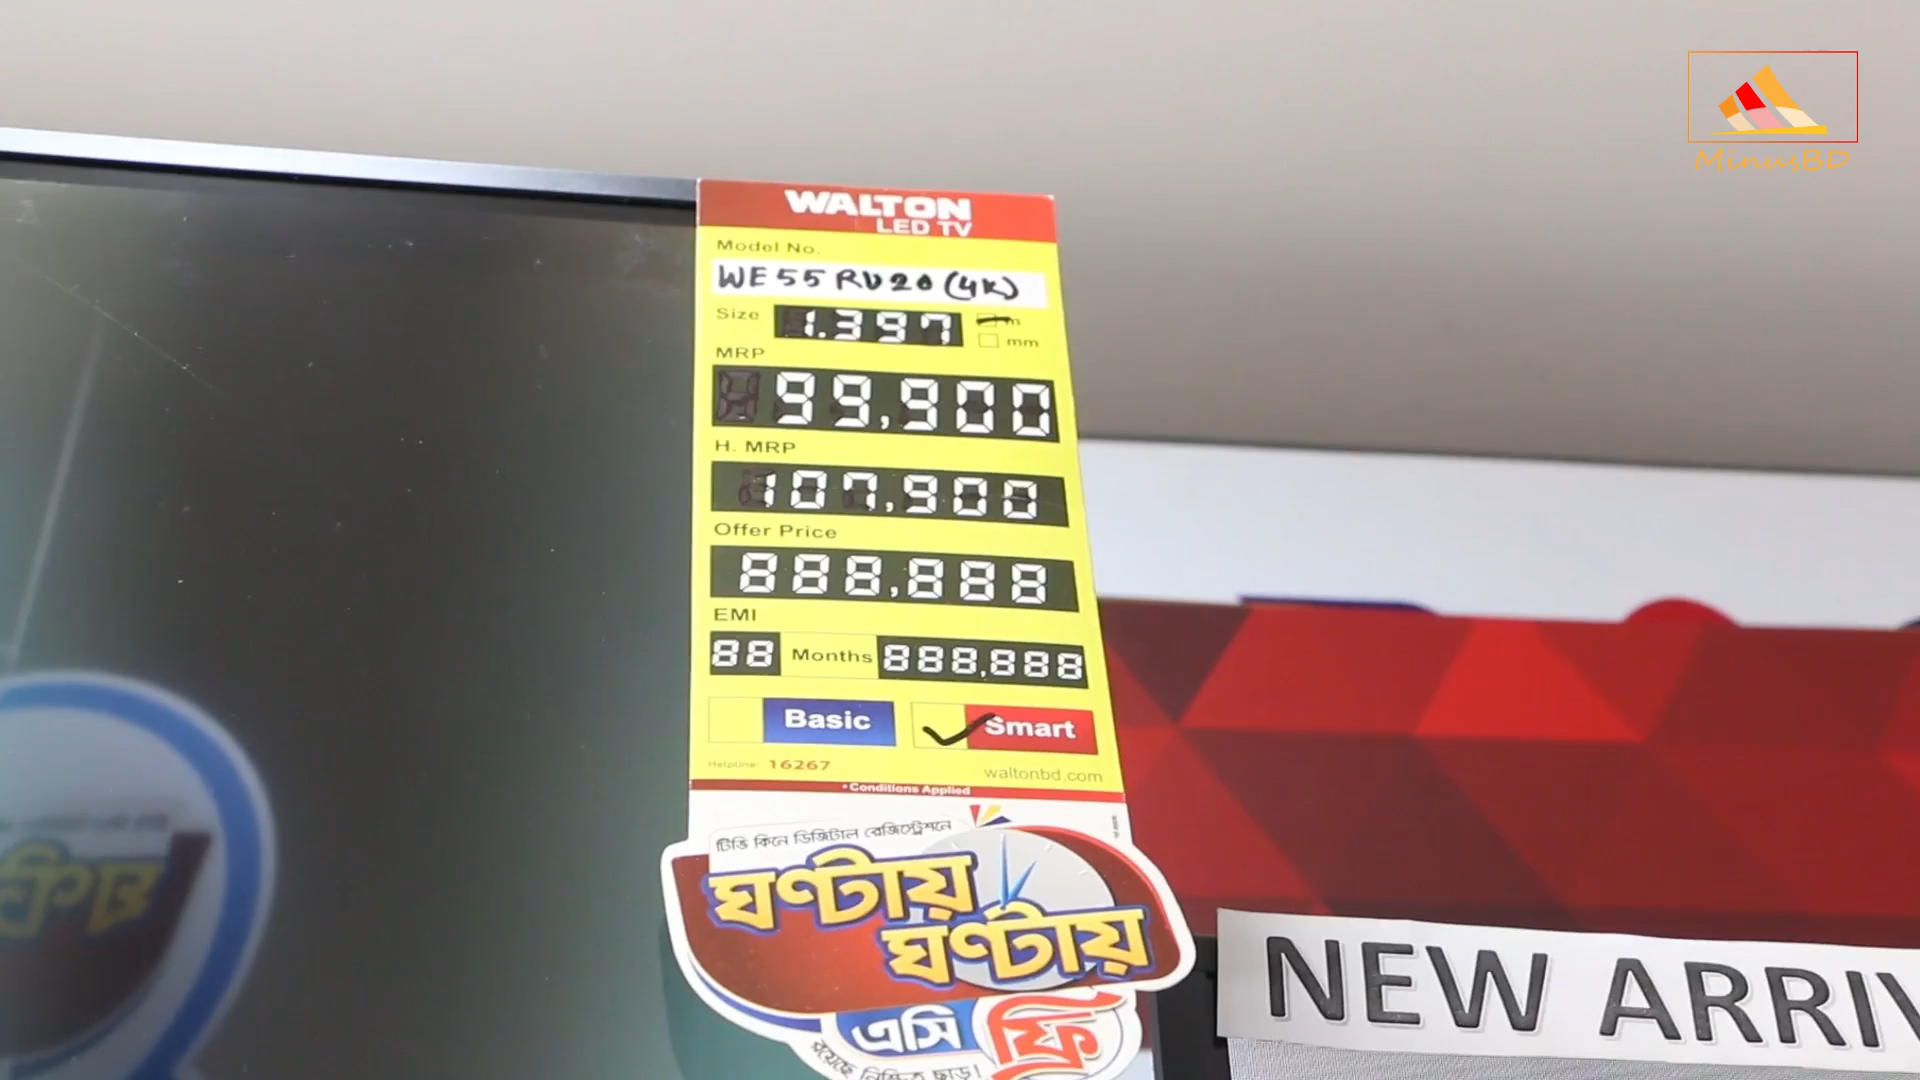 MinusBD
WALTON
LED TV
Model No.
WE55RU20 (4K)
Size 1.397 m
mm
MRP
99,900
H. MRP
107,900
Offer Price
888,888
EMI
88 Months 888,888
Basic Smart
Helpline: 16267 waltonbd.com
*Conditions Applied
টিভি কিনে ডিজিটাল রেজিস্ট্রেশনে
ঘণ্টায়
ঘণ্টায়
এসি ফ্রি
রয়েছে নিশ্চিত ছাড়!
NEW ARRIV